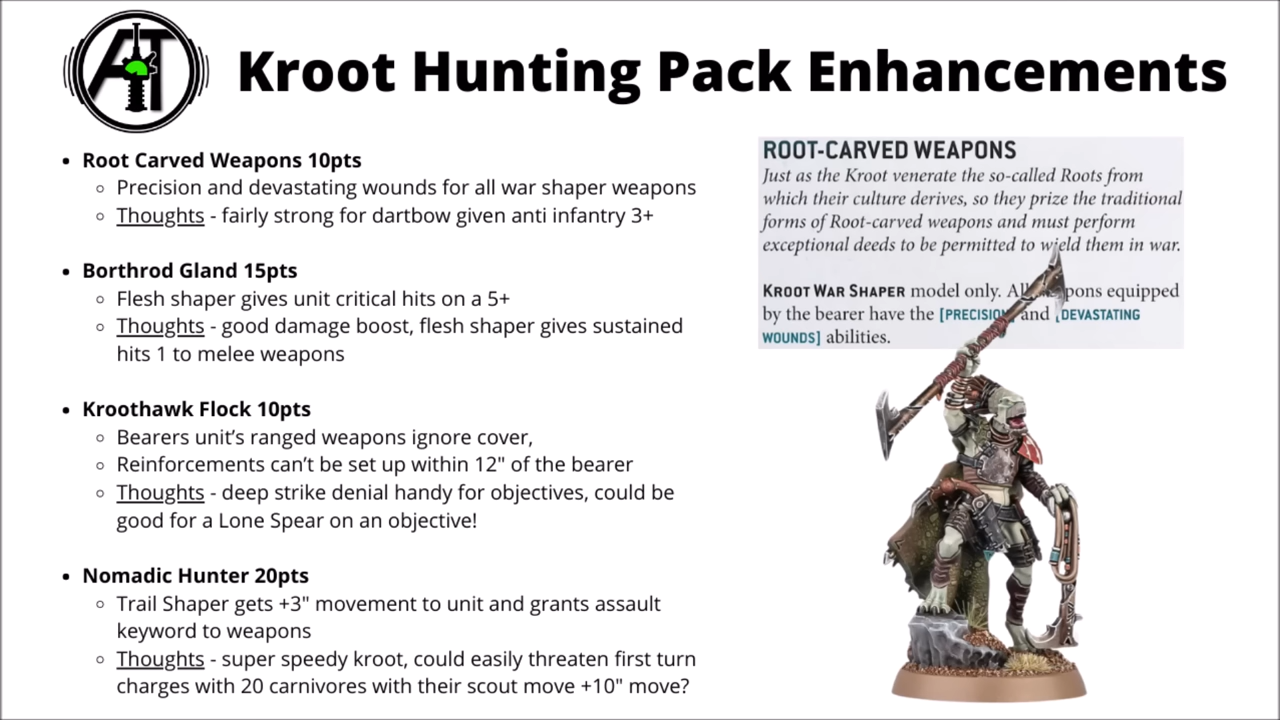 AT
Kroot Hunting Pack Enhancements
• Root Carved Weapons 10pts
◦ Precision and devastating wounds for all war shaper weapons
◦ Thoughts - fairly strong for dartbow given anti infantry 3+
• Borthrod Gland 15pts
◦ Flesh shaper gives unit critical hits on a 5+
◦ Thoughts - good damage boost, flesh shaper gives sustained
hits 1 to melee weapons
• Kroothawk Flock 10pts
◦ Bearers unit's ranged weapons ignore cover,
◦ Reinforcements can't be set up within 12" of the bearer
◦ Thoughts - deep strike denial handy for objectives, could be
good for a Lone Spear on an objective!
• Nomadic Hunter 20pts
◦ Trail Shaper gets +3" movement to unit and grants assault
keyword to weapons
◦ Thoughts - super speedy kroot, could easily threaten first turn
charges with 20 carnivores with their scout move +10" move?
ROOT-CARVED WEAPONS
Just as the Kroot venerate the so-called Roots from
which their culture derives, so they prize the traditional
forms of Root-carved weapons and must perform
exceptional deeds to be permitted to wield them in war.
KROOT WAR SHAPER model only. All equipped
by the bearer have the [PRECISION] and [DEVASTATING
WOUNDS] abilities.